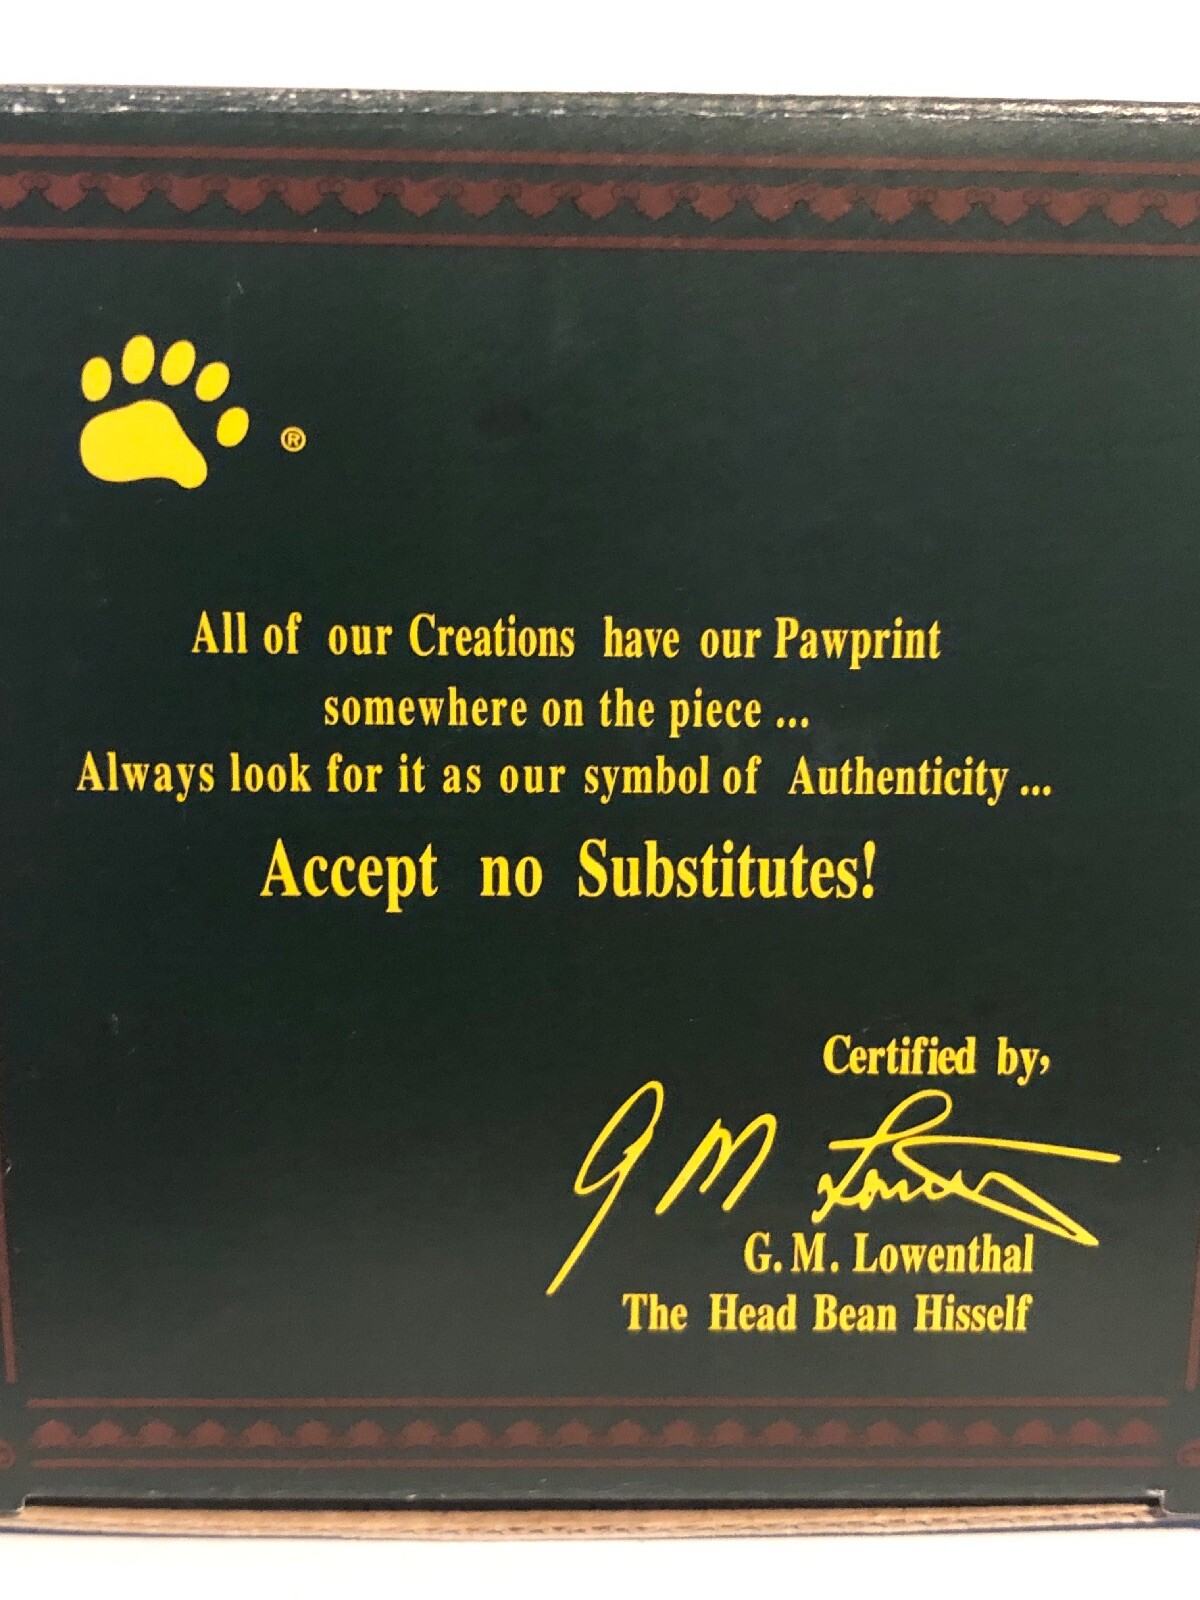 ®
All of our Creations have our Pawprint
somewhere on the piece ...
Always look for it as our symbol of Authenticity ...
Accept no Substitutes!
Certified by,
G M Lowenthal
G. M. Lowenthal
The Head Bean Hisself